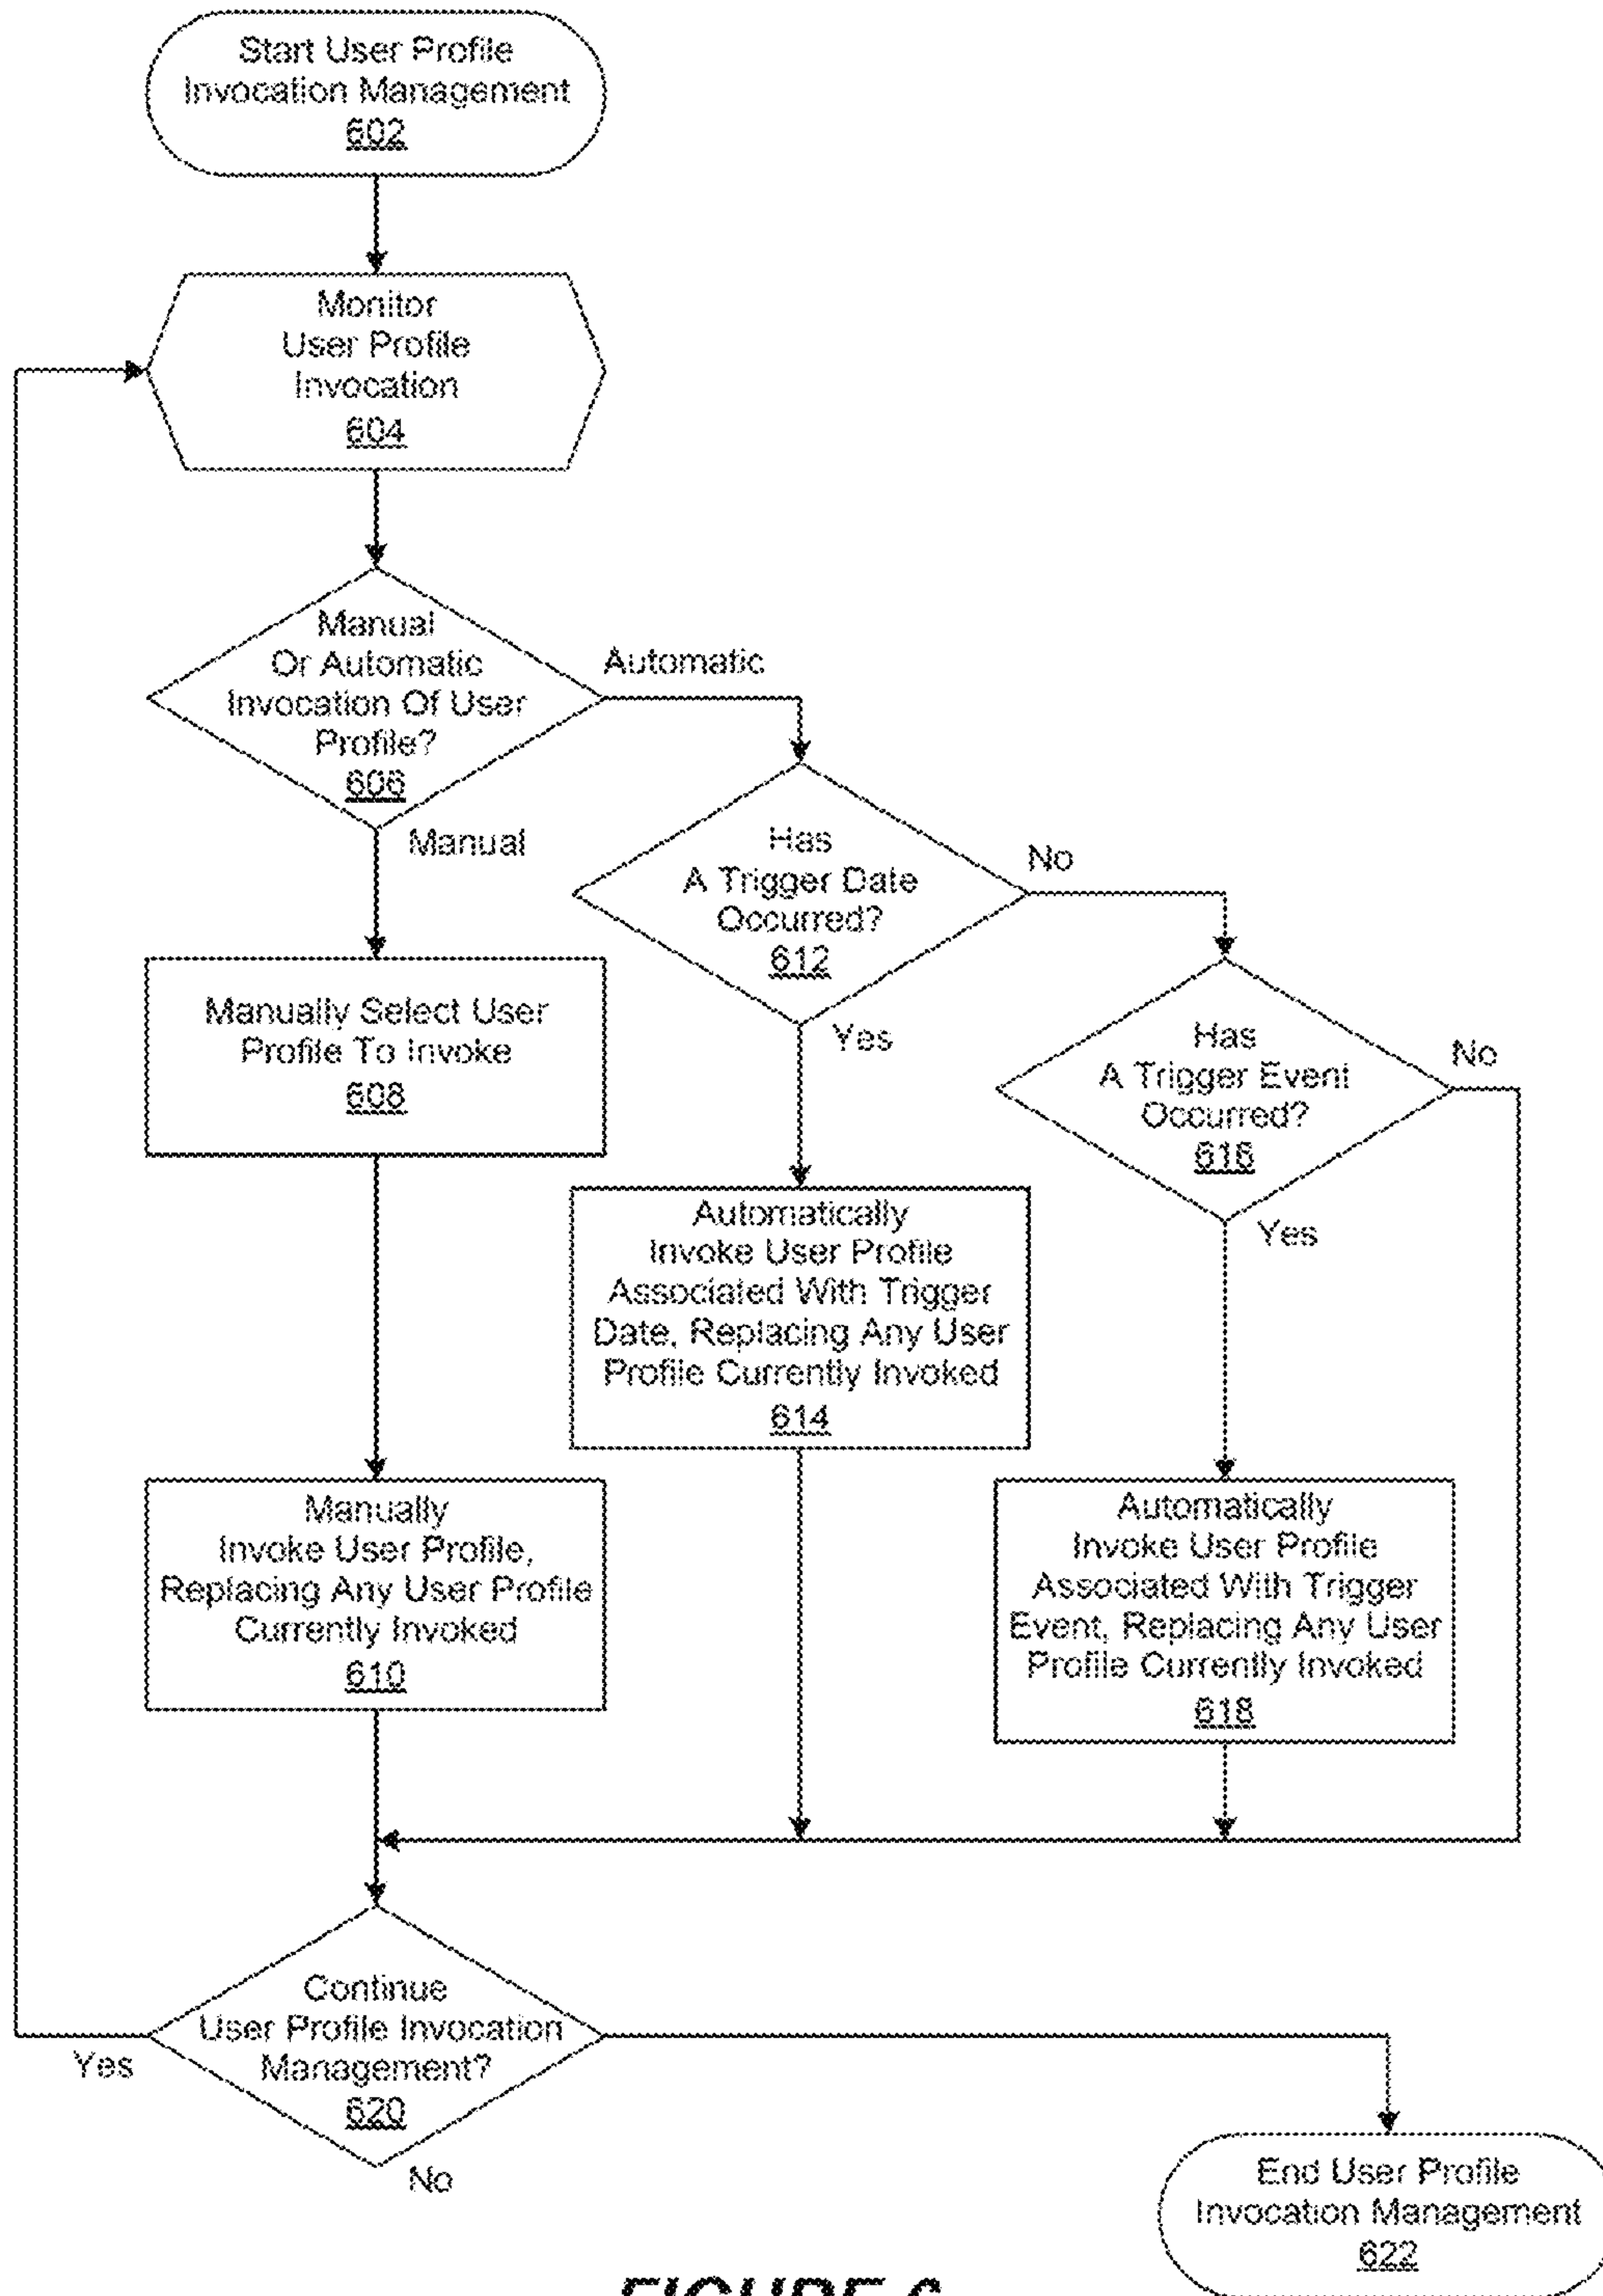 Start User Profile
Invocation Management
602
Monitor
User Profile
Invocation
604
Manual
Or Automatic
Invocation Of User
Profile?
606
Automatic
Manual
Has
A Trigger Date
Occurred?
612
No
Yes
Manually Select User
Profile To Invoke
608
Has
A Trigger Event
Occurred?
616
No
Yes
Automatically
Invoke User Profile
Associated With Trigger
Date, Replacing Any User
Profile Currently Invoked
614
Manually
Invoke User Profile,
Replacing Any User Profile
Currently Invoked
610
Automatically
Invoke User Profile
Associated With Trigger
Event, Replacing Any User
Profile Currently Invoked
618
Continue
User Profile Invocation
Management?
620
Yes
No
End User Profile
Invocation Management
622
FIGURE 6